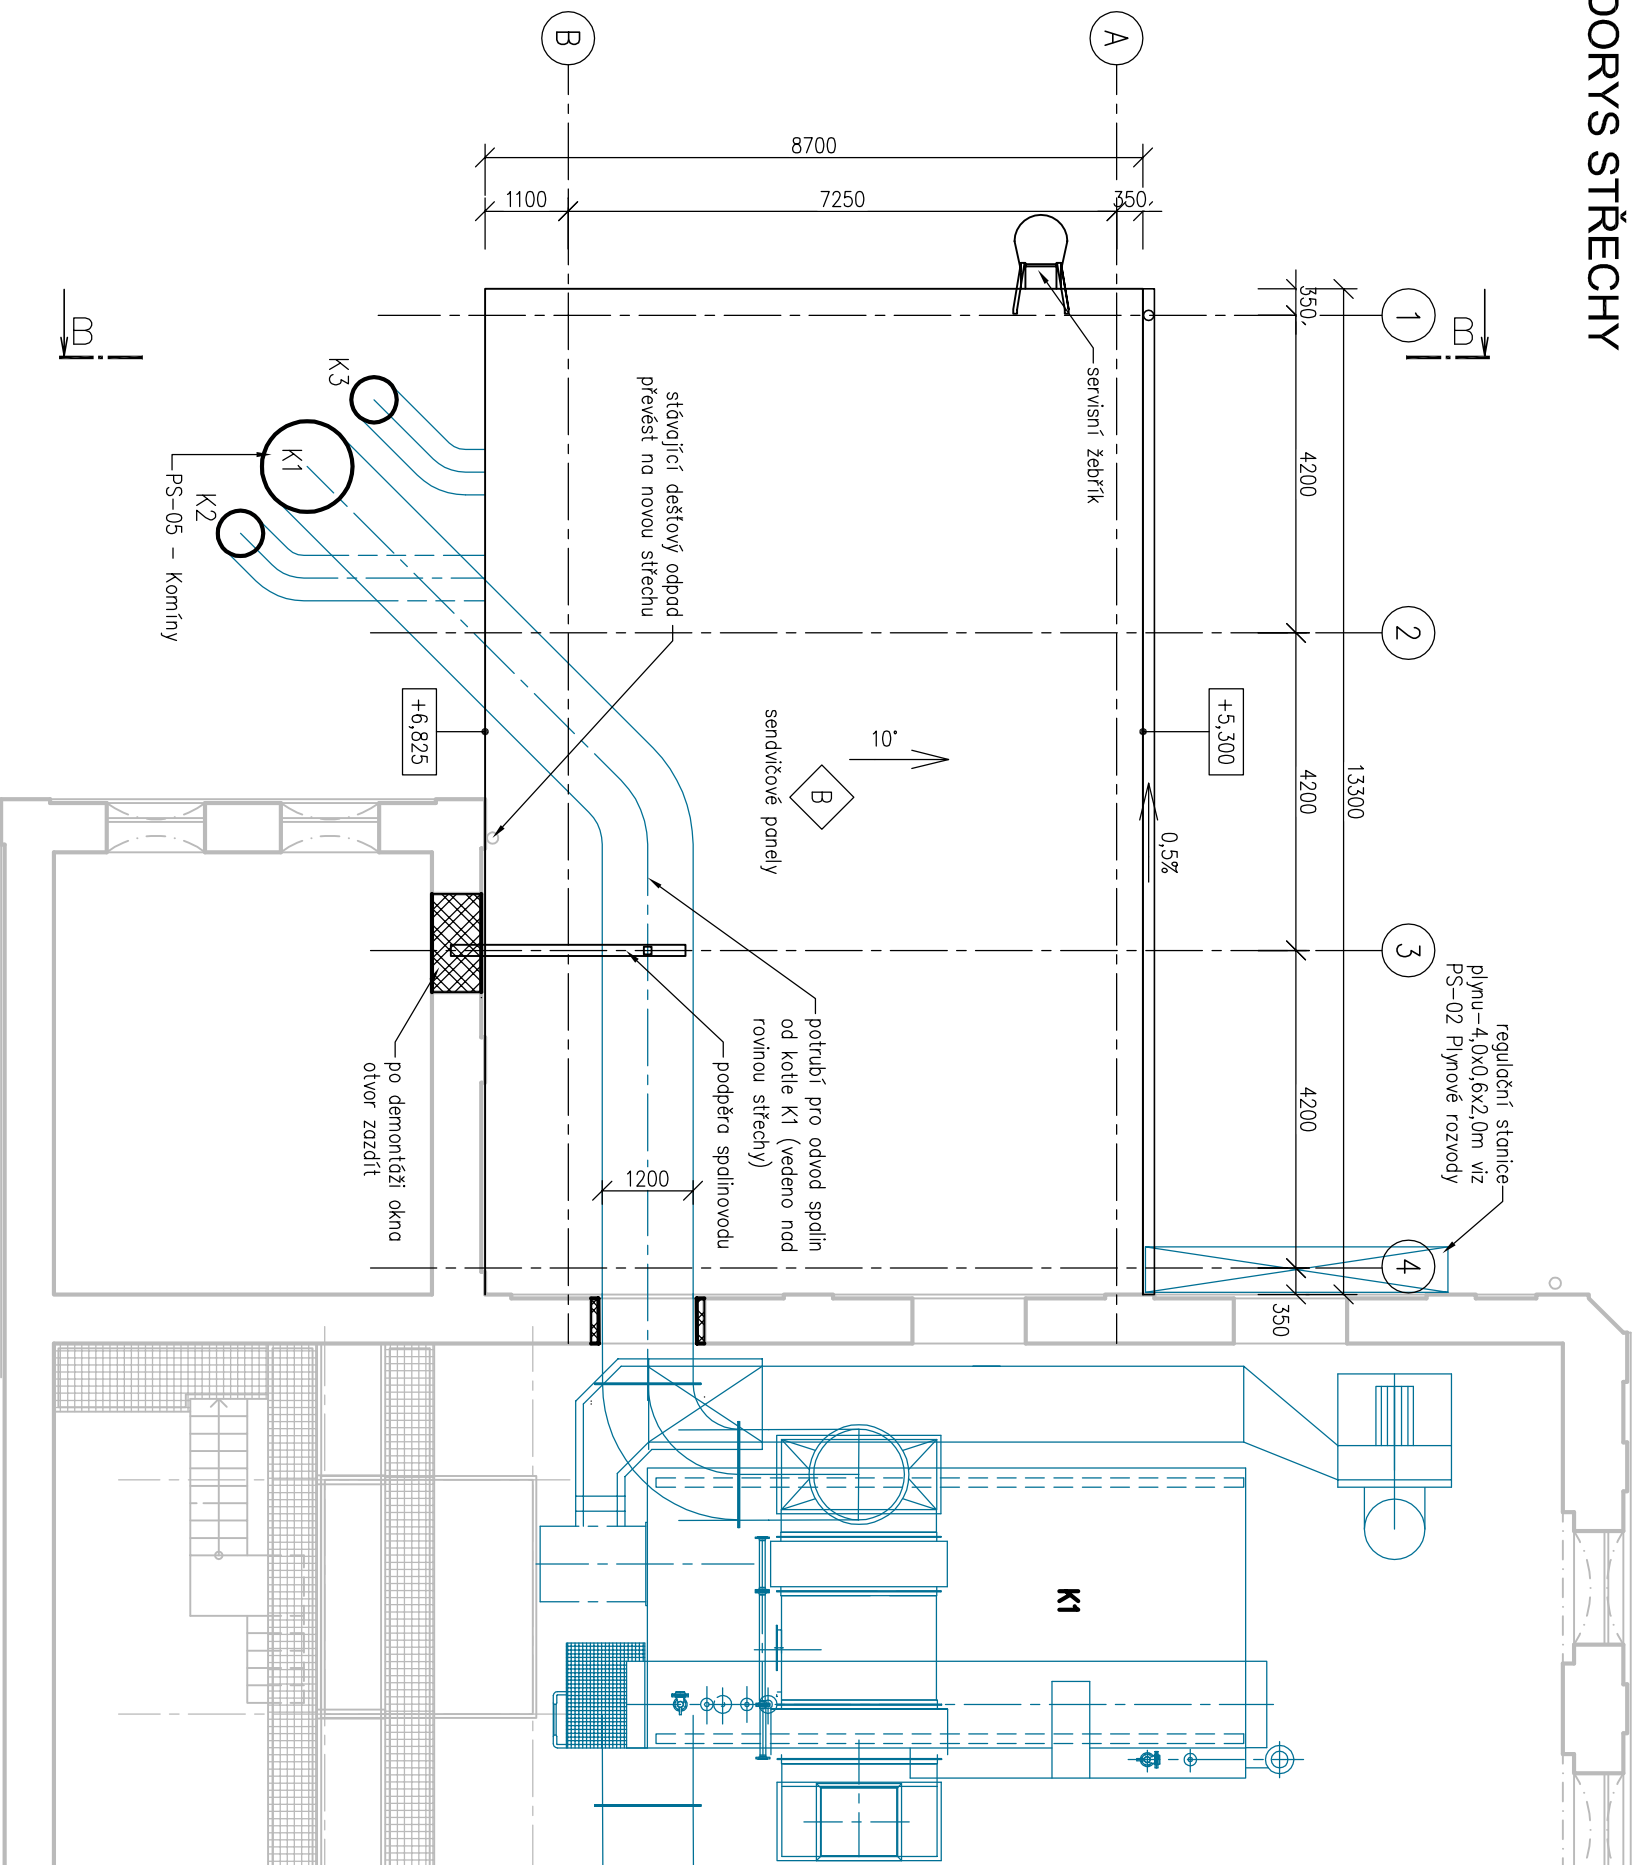 DORYS STŘECHY
B
A
8700
1100
7250
350
1
2
3
4
B
B
350
4200
4200
4200
350
13300
servisní žebřík
K3
K1
K2
PS-05 - Komíny
stávající dešťový odpad
převést na novou střechu
+6,825
+5,300
10°
0,5%
sendvičové panely
B
regulační stanice
plynu-4,0x0,6x2,0m viz
PS-02 Plynové rozvody
potrubí pro odvod spalin
od kotle K1 (vedeno nad
rovinou střechy)
podpěra spalinovodu
po demontáži okna
otvor zazdít
1200
K1